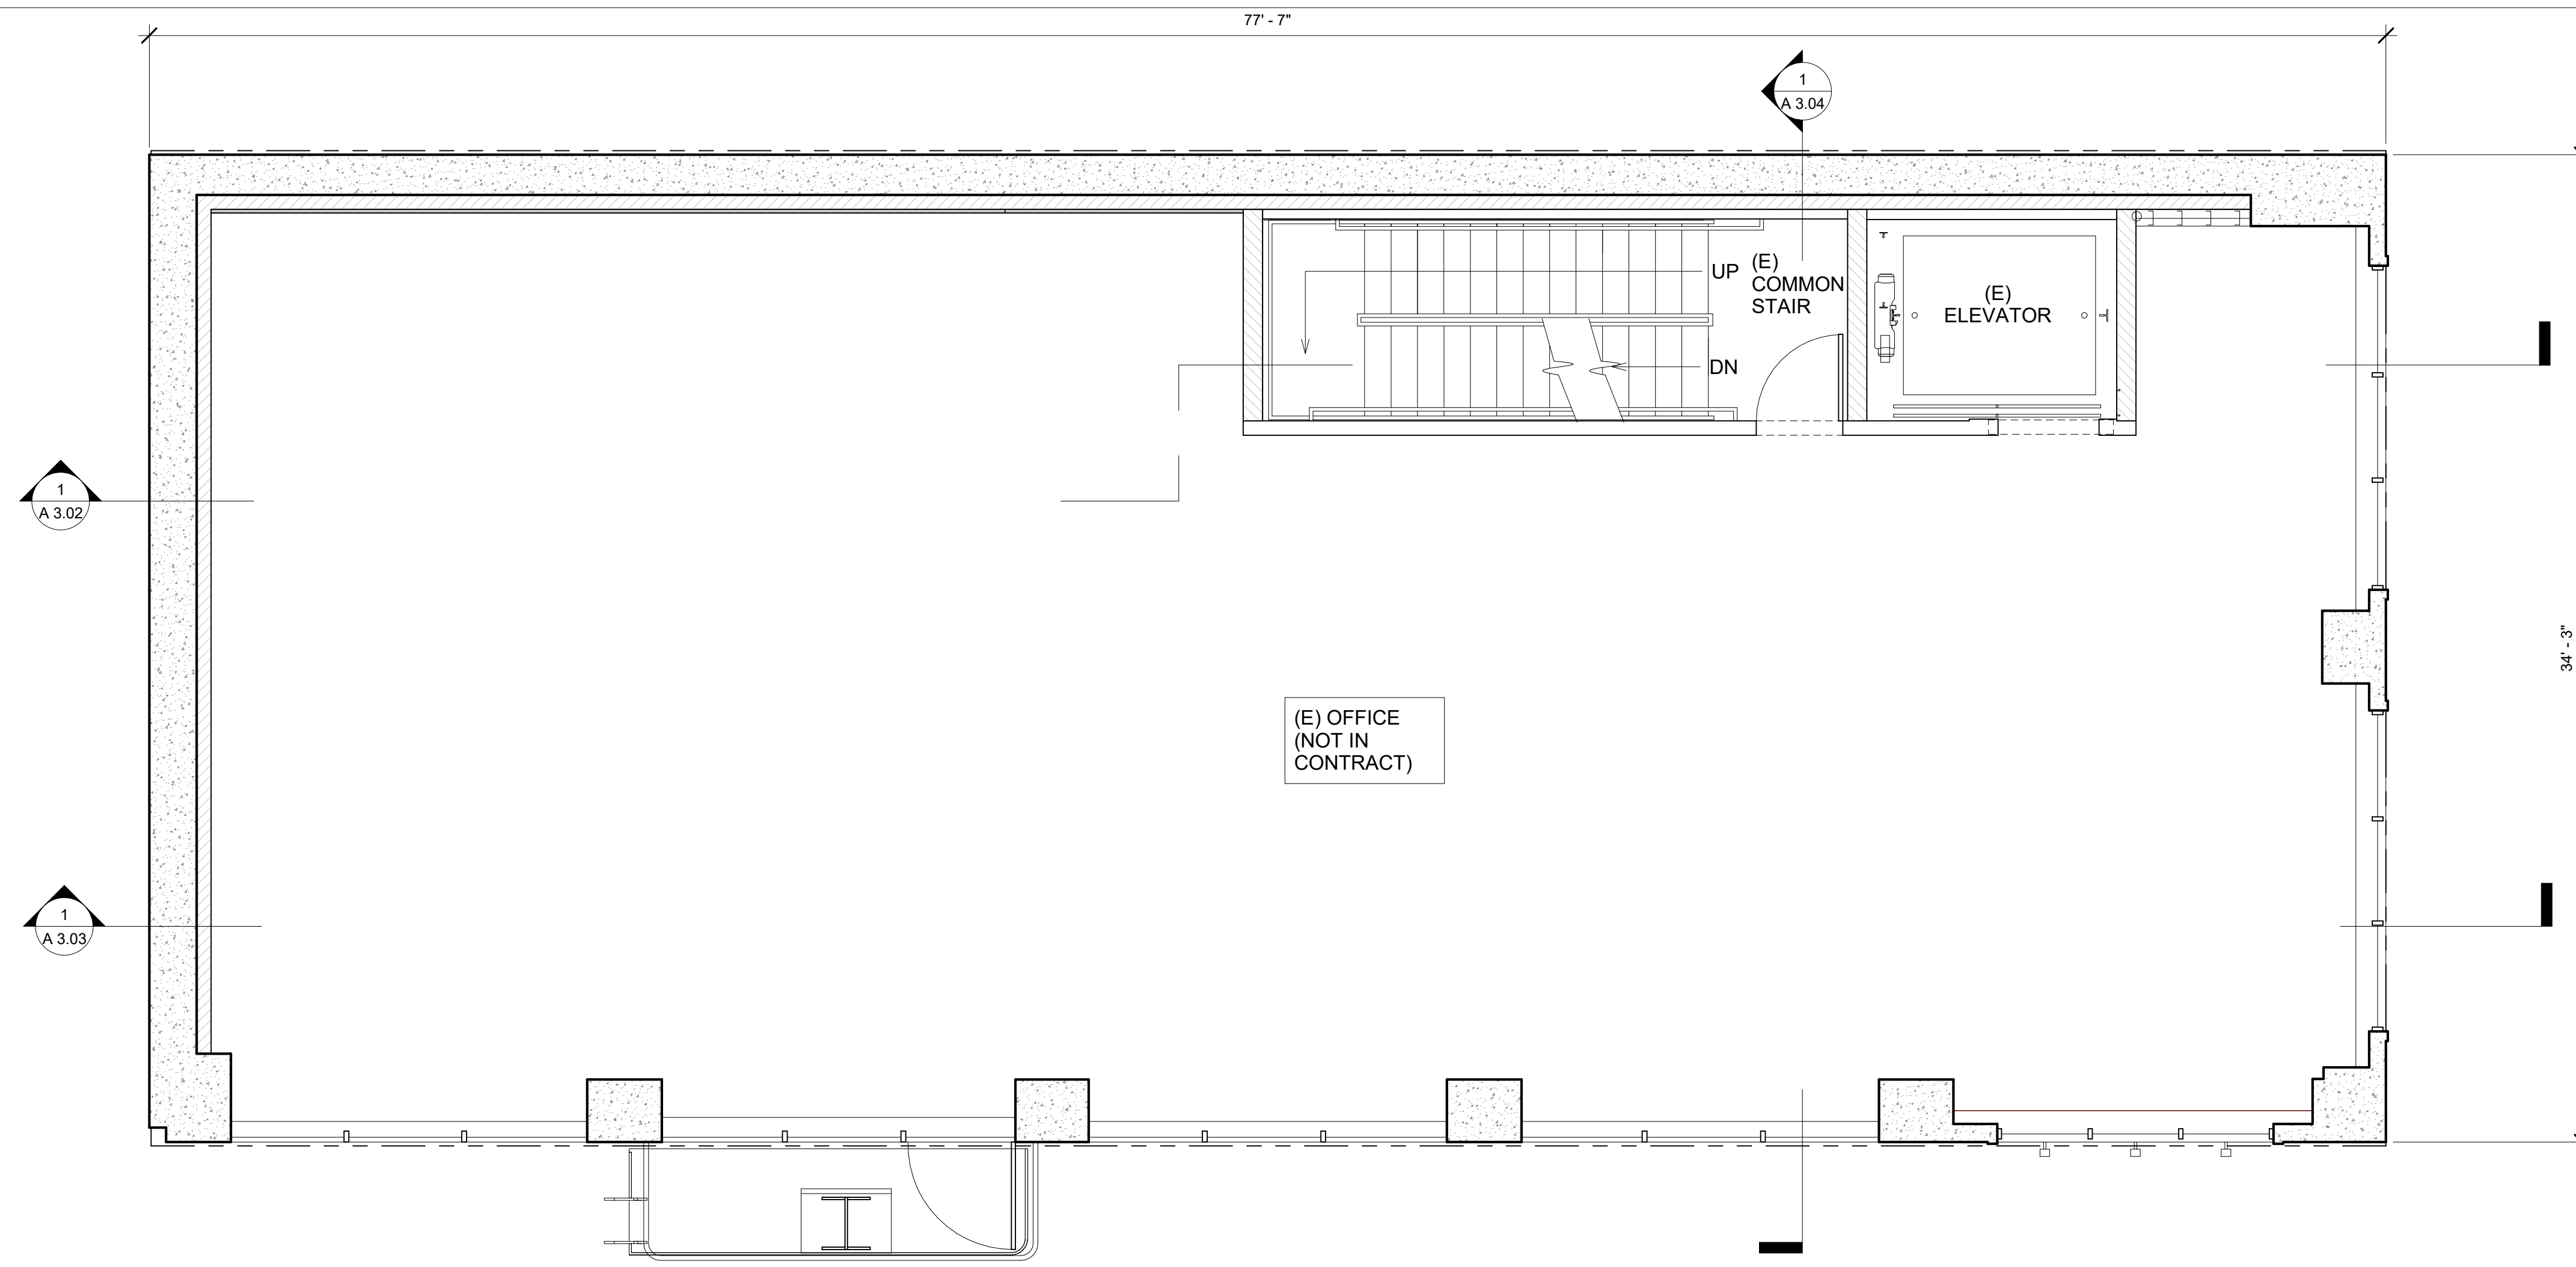 77' - 7"
1
A 3.04
UP
(E)
COMMON
STAIR
(E)
ELEVATOR
DN
1
A 3.02
34' - 3"
(E) OFFICE
(NOT IN
CONTRACT)
1
A 3.03